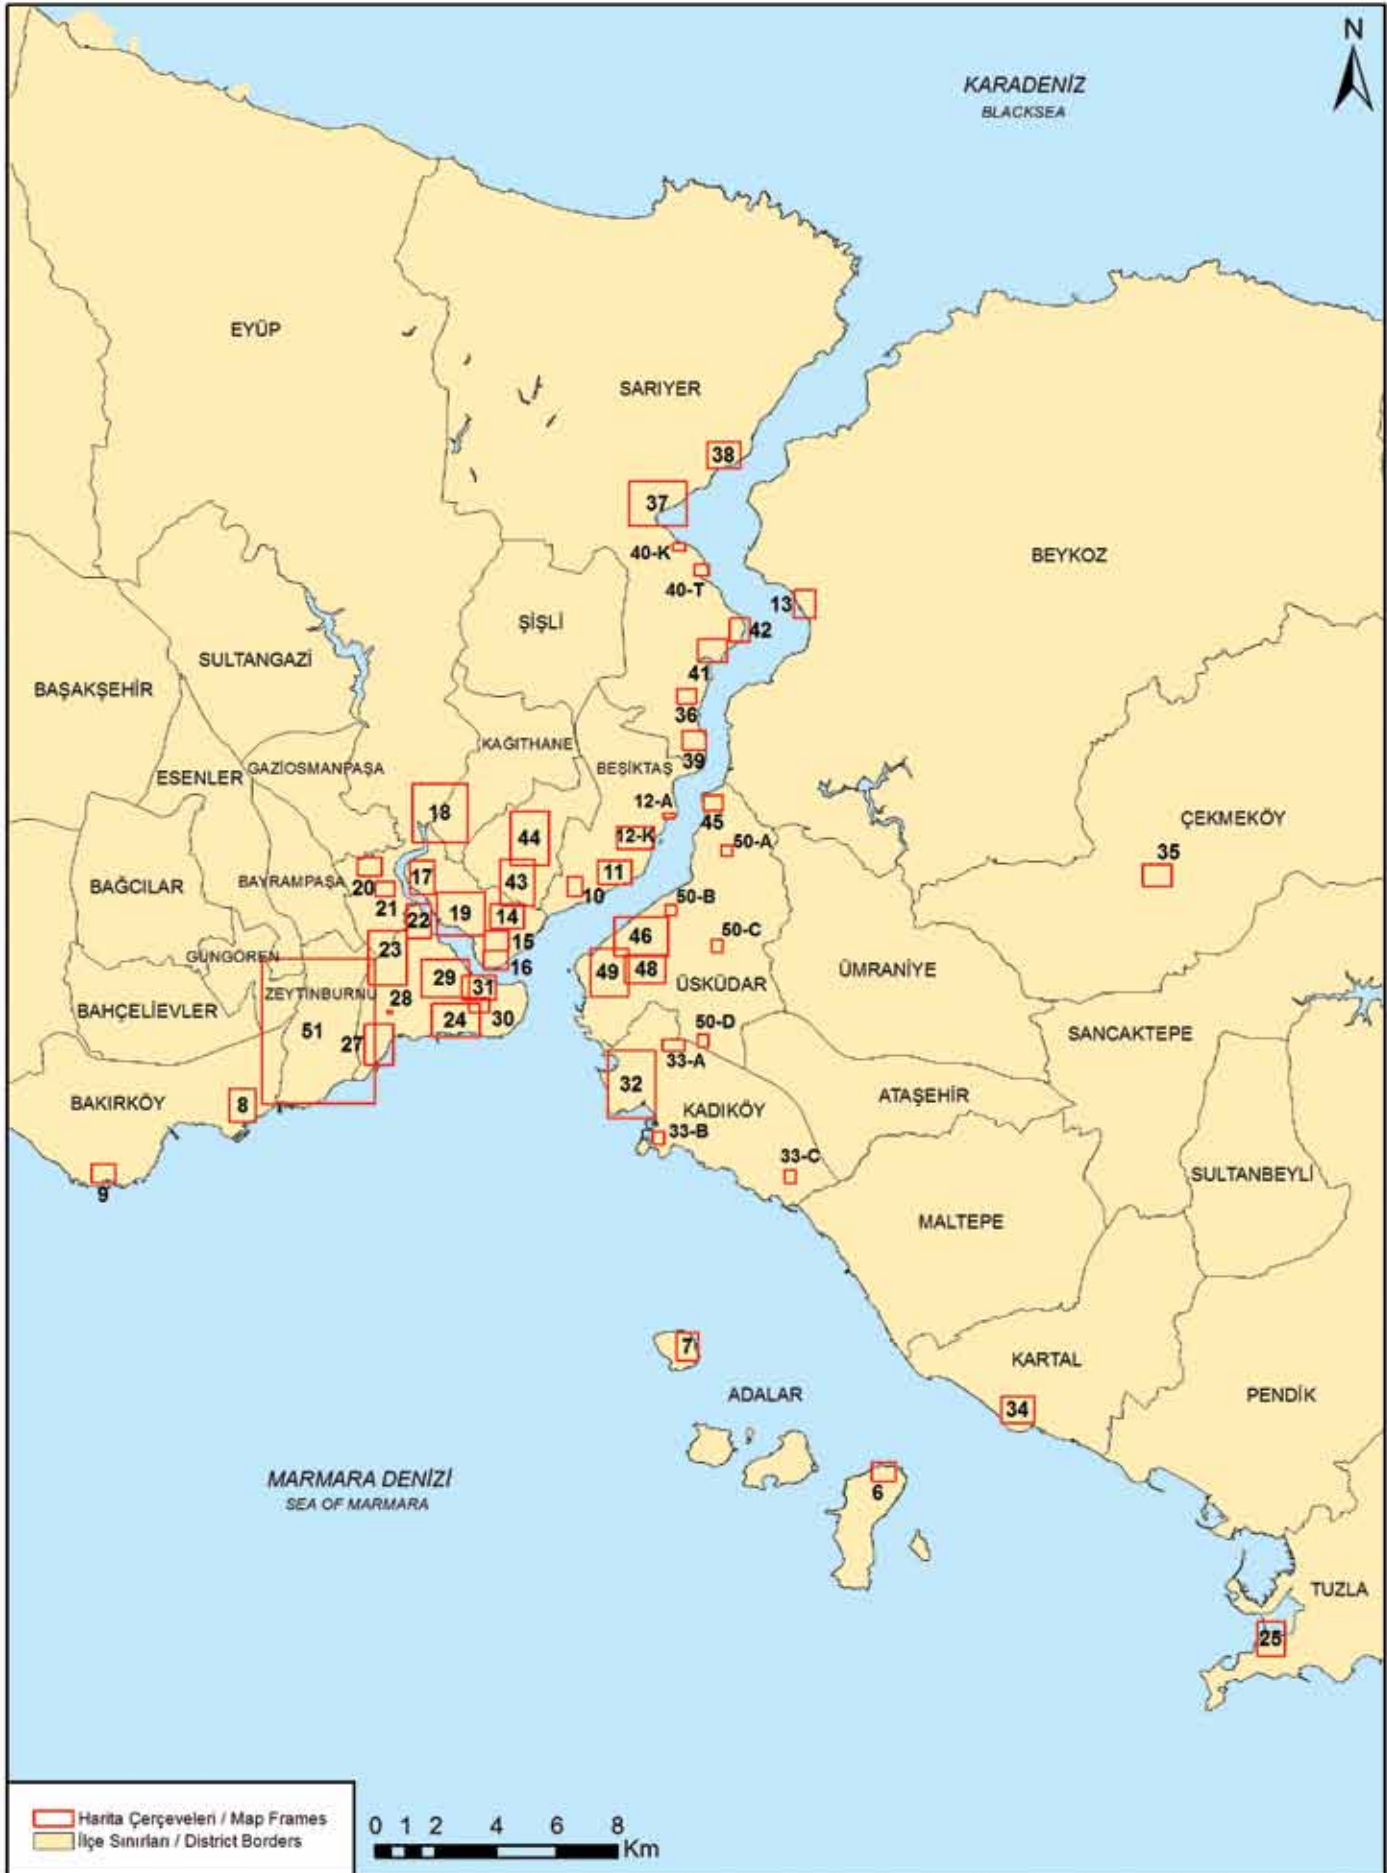 N
KARADENİZ
BLACKSEA
EYÜP
SARIYER
38
37
40-K
BEYKOZ
40-T
13
ŞİŞLİ
42
SULTANGAZİ
41
BAŞAKŞEHİR
36
KAĞITHANE
39
GAZİOSMANPAŞA
BEŞİKTAŞ
ESENLER
12-A
45
18
ÇEKMEKÖY
44
12-K
50-A
35
11
17
BAYRAMPAŞA
43
BAĞCILAR
20
10
50-B
21
22
19
14
46
15
50-C
23
GÜNGÖREN
16
49
48
ÜMRANİYE
29
31
ÜSKÜDAR
ZEYTİNBURNU
28
BAHÇELİEVLER
24
30
51
27
50-D
SANCAKTEPE
33-A
32
ATAŞEHİR
BAKIRKÖY
8
KADIKÖY
33-B
33-C
SULTANBEYLİ
9
MALTEPE
7
KARTAL
ADALAR
PENDİK
34
MARMARA DENİZİ
SEA OF MARMARA
6
TUZLA
25
Harita Çerçeveleri / Map Frames
İlçe Sınırları / District Borders
0 1 2 4 6 8
Km